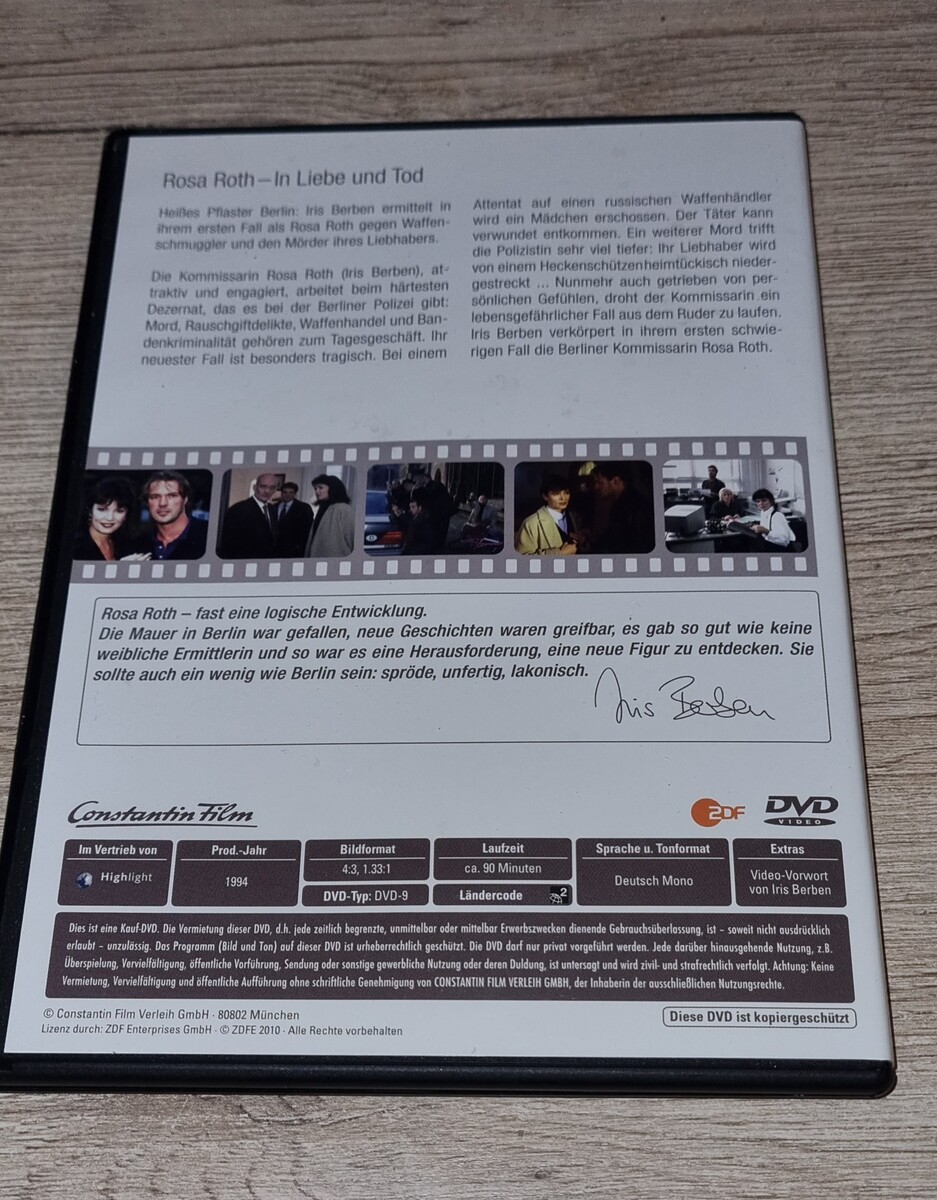 Rosa Roth – In Liebe und Tod
Heißes Pflaster Berlin: Iris Berben ermittelt in
ihrem ersten Fall als Rosa Roth gegen Waffen-
schmuggler und den Mörder ihres Liebhabers.
Die Kommissarin Rosa Roth (Iris Berben), at-
traktiv und engagiert, arbeitet beim härtesten
Dezernat, das es bei der Berliner Polizei gibt:
Mord, Rauschgiftdelikte, Waffenhandel und Ban-
denkriminalität gehören zum Tagesgeschäft. Ihr
neuester Fall ist besonders tragisch. Bei einem
Attentat auf einen russischen Waffenhändler
wird ein Mädchen erschossen. Der Täter kann
verwundet entkommen. Ein weiterer Mord trifft
die Polizistin sehr viel tiefer: Ihr Liebhaber wird
von einem Heckenschützen heimtückisch nieder-
gestreckt ... Nunmehr auch getrieben von per-
sönlichen Gefühlen, droht der Kommissarin ein
lebensgefährlicher Fall aus dem Ruder zu laufen.
Iris Berben verkörpert in ihrem ersten schwie-
rigen Fall die Berliner Kommissarin Rosa Roth.
Rosa Roth – fast eine logische Entwicklung.
Die Mauer in Berlin war gefallen, neue Geschichten waren greifbar, es gab so gut wie keine
weibliche Ermittlerin und so war es eine Herausforderung, eine neue Figur zu entdecken. Sie
sollte auch ein wenig wie Berlin sein: spröde, unfertig, lakonisch.
Iris Berben
Constantin Film
ZDF
DVD
VIDEO
Im Vertrieb von
Highlight
Prod.-Jahr
1994
Bildformat
4:3, 1.33:1
DVD-Typ: DVD-9
Laufzeit
ca. 90 Minuten
Ländercode 2
Sprache u. Tonformat
Deutsch Mono
Extras
Video-Vorwort
von Iris Berben
Dies ist eine Kauf-DVD. Die Vermietung dieser DVD, d.h. jede zeitlich begrenzte, unmittelbar oder mittelbar Erwerbszwecken dienende Gebrauchsüberlassung, ist – soweit nicht ausdrücklich
erlaubt – unzulässig. Das Programm (Bild und Ton) auf dieser DVD ist urheberrechtlich geschützt. Die DVD darf nur privat vorgeführt werden. Jede darüber hinausgehende Nutzung, z.B.
Überspielung, Vervielfältigung, öffentliche Vorführung, Sendung oder sonstige gewerbliche Nutzung oder deren Duldung, ist untersagt und wird zivil- und strafrechtlich verfolgt. Achtung: Keine
Vermietung, Vervielfältigung und öffentliche Aufführung ohne schriftliche Genehmigung von CONSTANTIN FILM VERLEIH GMBH, der Inhaberin der ausschließlichen Nutzungsrechte.
© Constantin Film Verleih GmbH · 80802 München
Lizenz durch: ZDF Enterprises GmbH · © ZDFE 2010 · Alle Rechte vorbehalten
Diese DVD ist kopiergeschützt